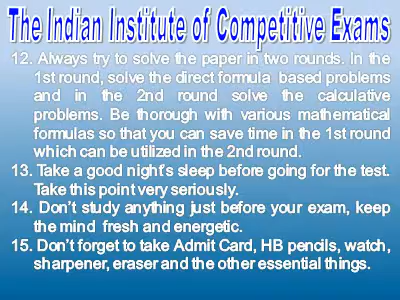 The Indian Institute of Competitive Exams
12. Always try to solve the paper in two rounds. In the
1st round, solve the direct formula based problems
and in the 2nd round solve the calculative
problems. Be thorough with various mathematical
formulas so that you can save time in the 1st round
which can be utilized in the 2nd round.
13. Take a good night's sleep before going for the test.
Take this point very seriously.
14. Don't study anything just before your exam, keep
the mind fresh and energetic.
15. Don't forget to take Admit Card, HB pencils, watch,
sharpener, eraser and the other essential things.